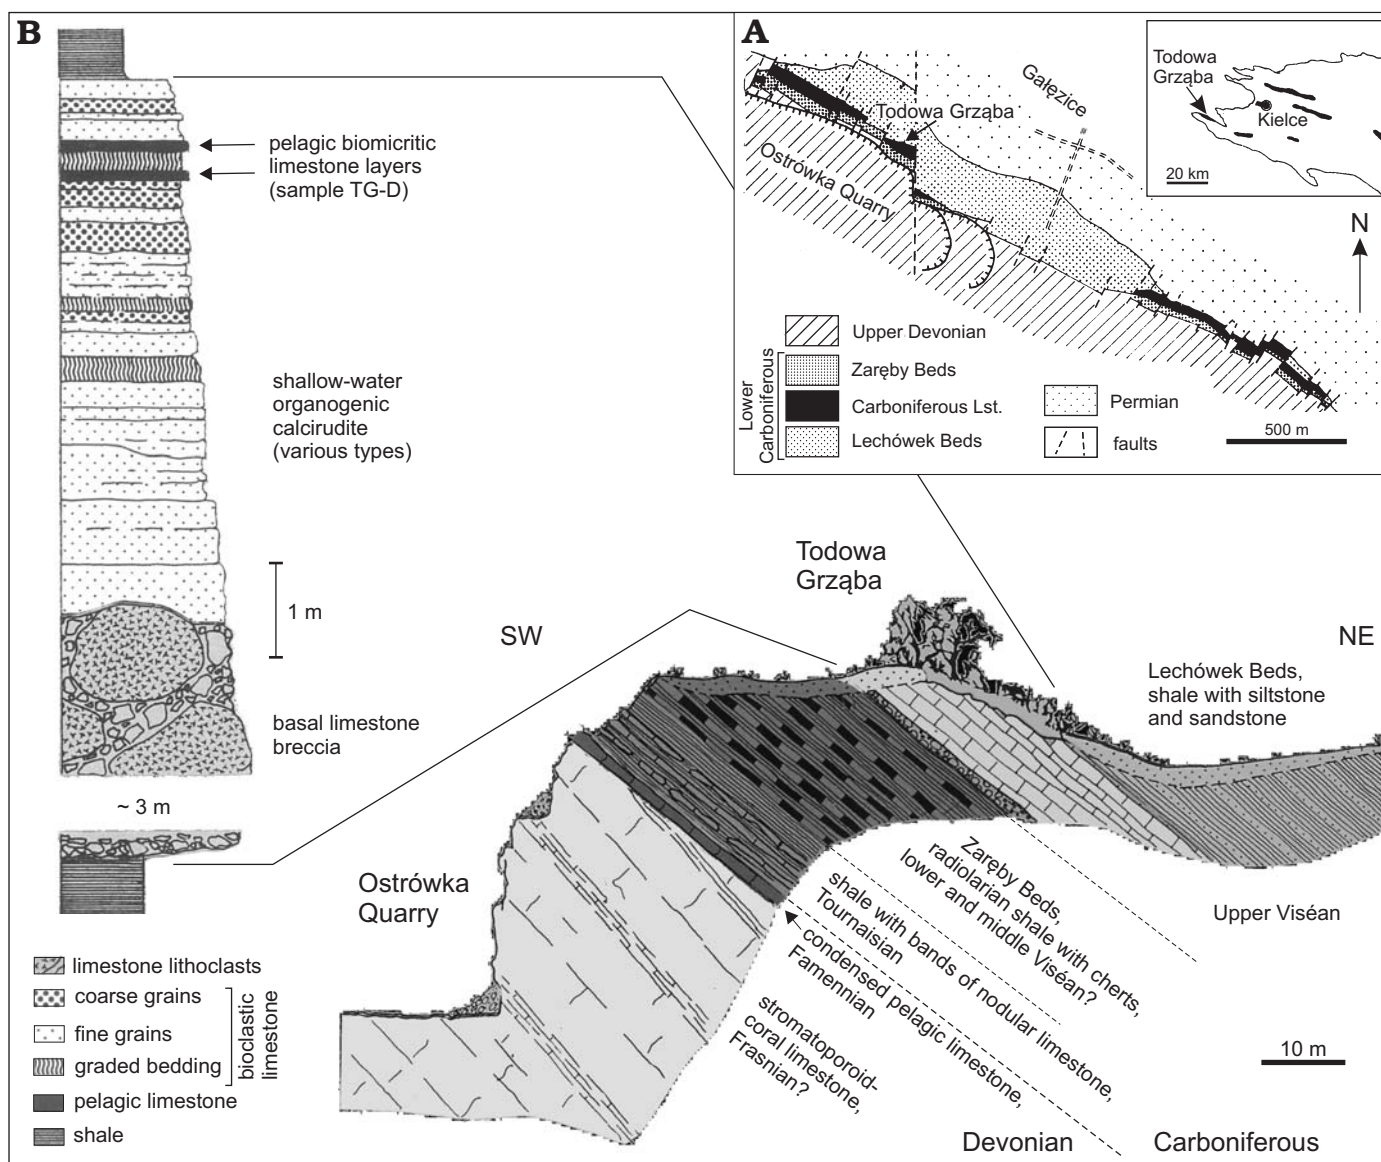 B
pelagic biomicritic
limestone layers
(sample TG-D)
shallow-water
organogenic
calcirudite
(various types)
1 m
basal limestone
breccia
~ 3 m
limestone lithoclasts
coarse grains
fine grains
graded bedding
bioclastic
limestone
pelagic limestone
shale
A
Gałęzice
Todowa Grząba
Ostrówka Quarry
Todowa
Grząba
Kielce
20 km
N
Upper Devonian
Lower
Carboniferous
Zaręby Beds
Carboniferous Lst.
Lechówek Beds
Permian
faults
500 m
Todowa
Grząba
SW
NE
Lechówek Beds,
shale with siltstone
and sandstone
Ostrówka
Quarry
Zaręby Beds,
radiolarian shale with cherts,
lower and middle Viséan?
Upper Viséan
shale with bands of nodular limestone,
Tournaisian
condensed pelagic limestone,
Famennian
stromatoporoid-
coral limestone,
Frasnian?
10 m
Devonian
Carboniferous